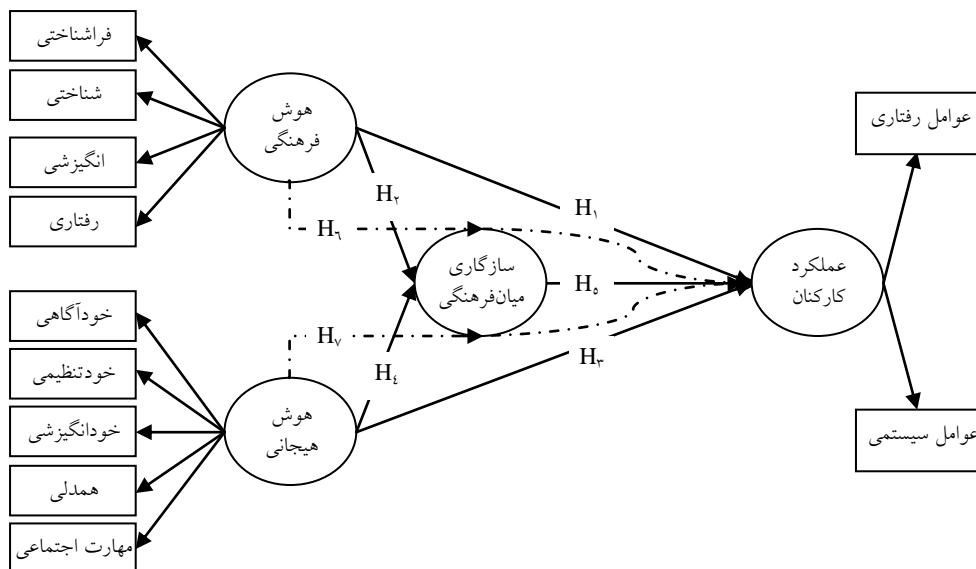 فراشناختی
شناختی
انگیزشی
رفتاری
هوش
فرهنگی
H۱
H۲
H٦
سازگاری
میان‌فرهنگی
H٥
عملکرد
کارکنان
عوامل رفتاری
عوامل سیستمی
خودآگاهی
خودتنظیمی
خودانگیزشی
همدلی
مهارت اجتماعی
هوش
هیجانی
H۷
H٤
H۳